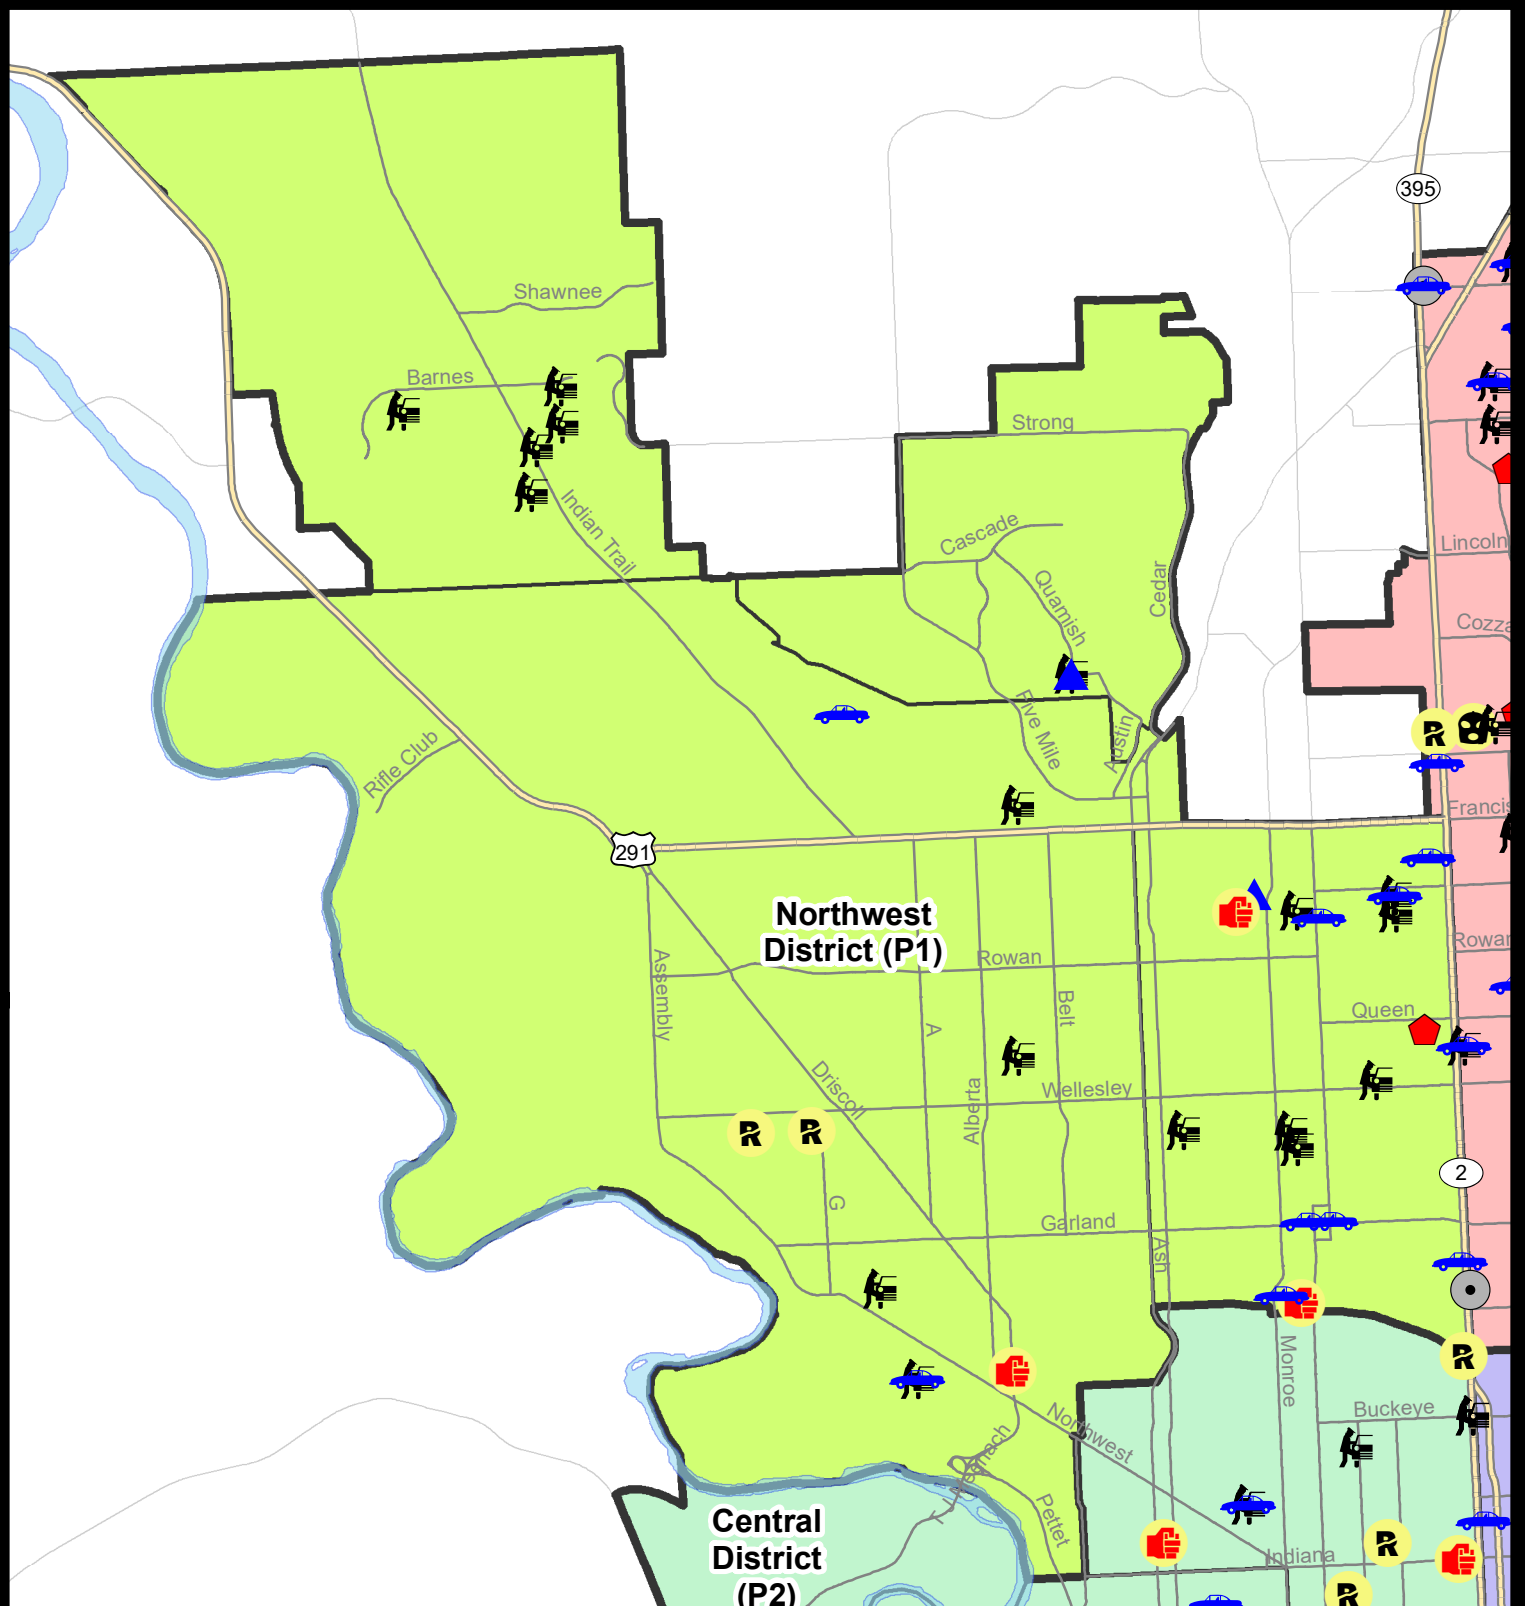 395
Shawnee
Barnes
Strong
Indian Trail
Cascade
Lincoln
Quamish
Cedar
Cozza
Five Mile
Austin
Rifle Club
Francis
291
Northwest
District (P1)
Rowan
Rowan
Assembly
A
Belt
Queen
Driscoll
Wellesley
Alberta
2
G
Garland
Ash
Monroe
Buckeye
Northwest
Pettet
Central
District
(P2)
Indiana
R
R
R
R
R
R